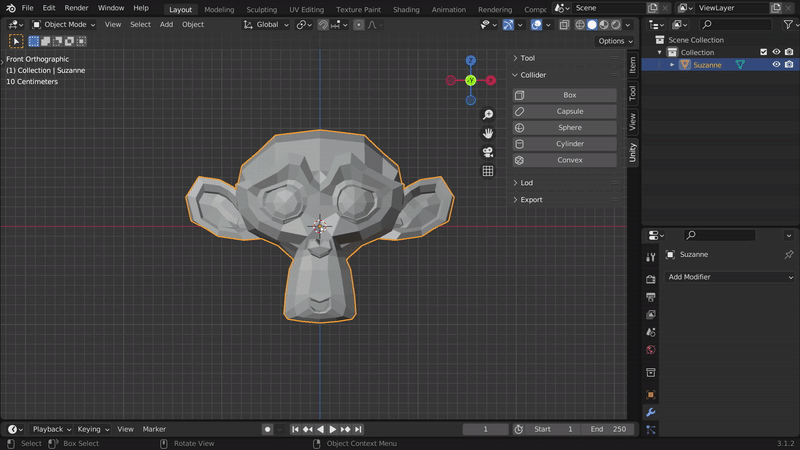 File Edit Render Window Help Layout Modeling Sculpting UV Editing Texture Paint Shading Animation Rendering Compo Scene ViewLayer
Object Mode View Select Add Object Global
Options
Front Orthographic
(1) Collection | Suzanne
10 Centimeters
Tool
Collider
Box
Capsule
Sphere
Cylinder
Convex
Lod
Export
Item
Tool
View
Unity
Z
-Y
Scene Collection
Collection
Suzanne
Suzanne
Add Modifier
Playback Keying View Marker 1 Start 1 End 250
Select Box Select Rotate View Object Context Menu 3.1.2